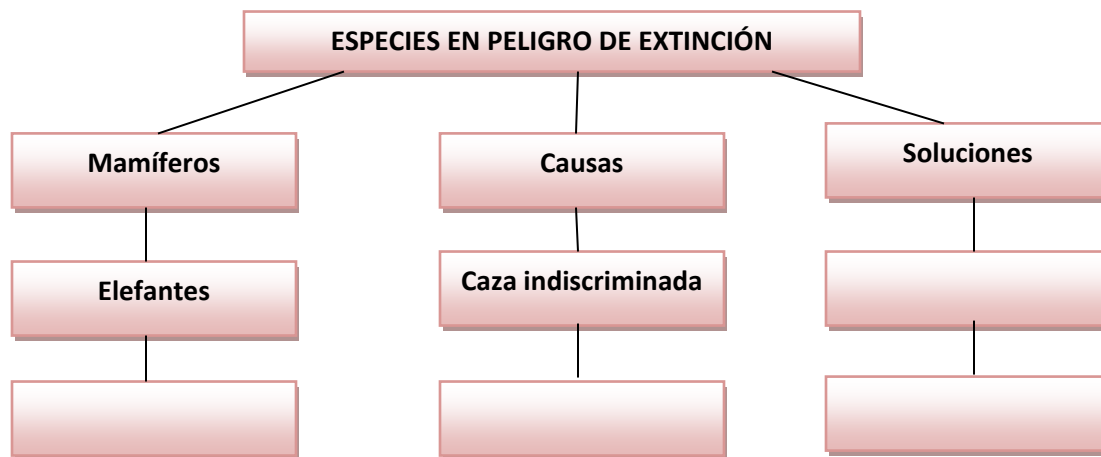 ESPECIES EN PELIGRO DE EXTINCIÓN
Mamíferos
Causas
Soluciones
Elefantes
Caza indiscriminada